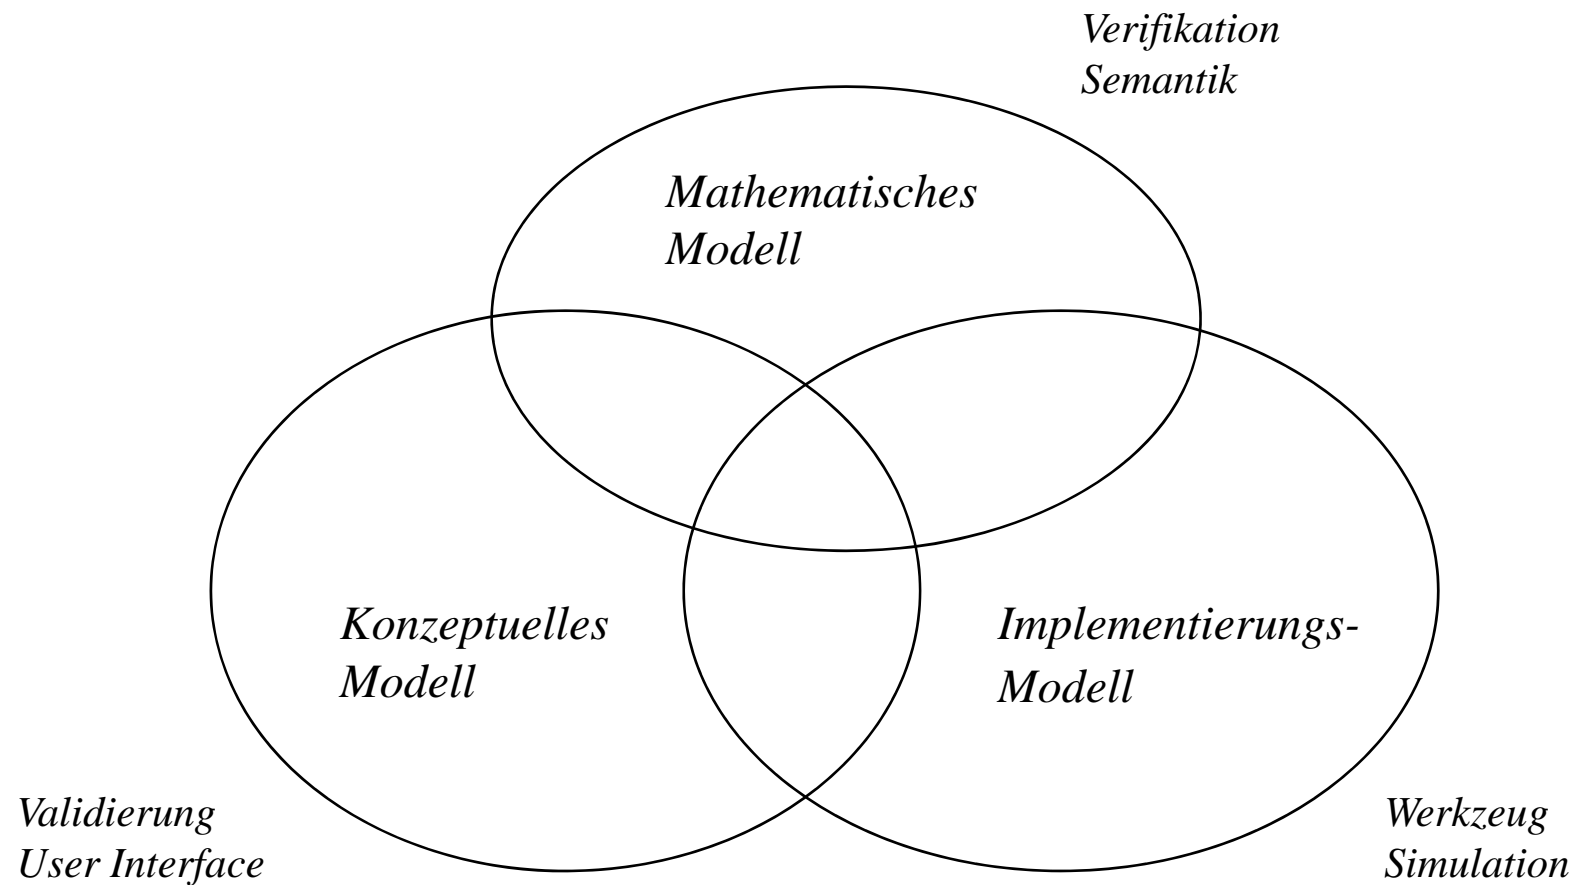 Verifikation
Semantik
Mathematisches
Modell
Konzeptuelles
Modell
Implementierungs-
Modell
Validierung
User Interface
Werkzeug
Simulation